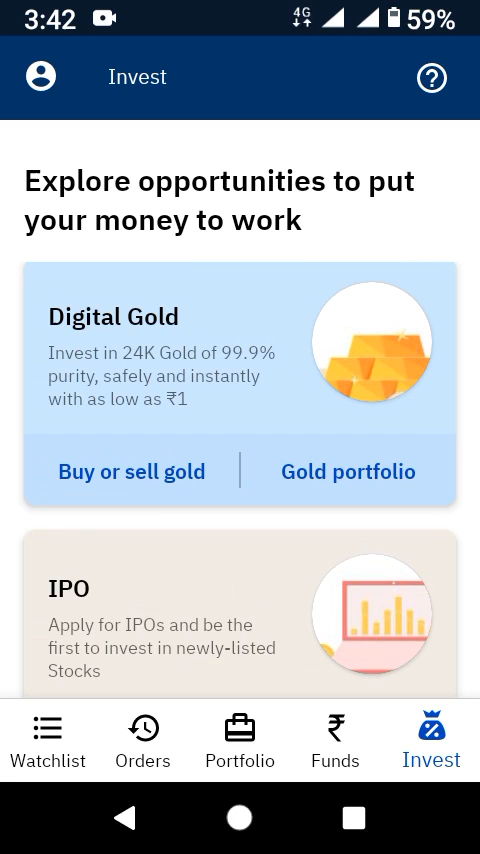 3:42 4G 59%
Invest
Explore opportunities to put
your money to work
Digital Gold
Invest in 24K Gold of 99.9%
purity, safely and instantly
with as low as ₹1
Buy or sell gold Gold portfolio
IPO
Apply for IPOs and be the
first to invest in newly-listed
Stocks
Watchlist Orders Portfolio Funds Invest